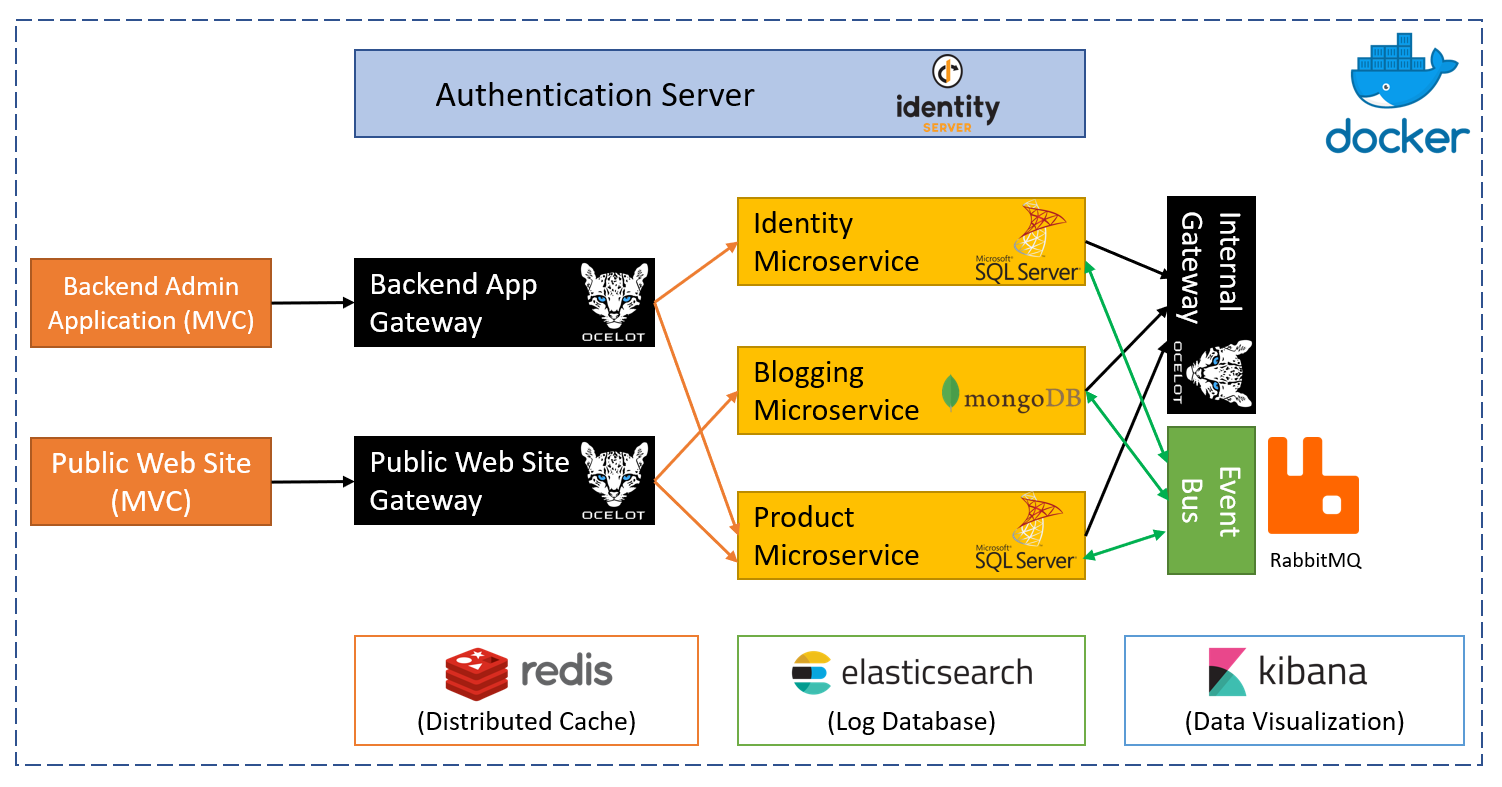 Authentication Server
identity
SERVER
docker
Backend Admin
Application (MVC)
Backend App
Gateway
OCELOT
Identity
Microservice
Microsoft®
SQL Server
Internal
Gateway
OCELOT
Blogging
Microservice
mongoDB
Public Web Site
(MVC)
Public Web Site
Gateway
OCELOT
Product
Microservice
Microsoft®
SQL Server
Event
Bus
RabbitMQ
redis
(Distributed Cache)
elasticsearch
(Log Database)
kibana
(Data Visualization)